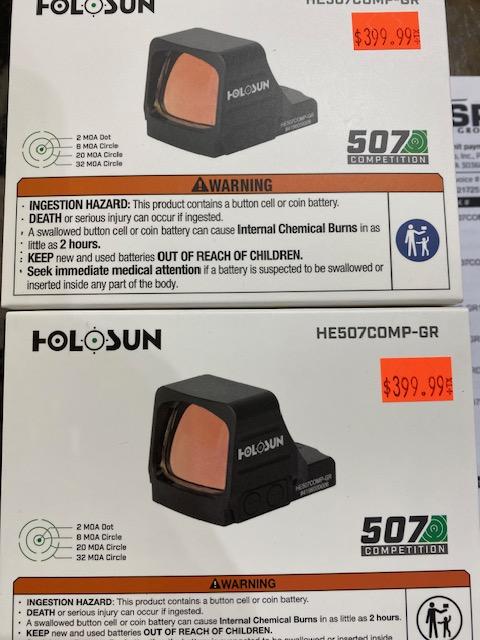 HOLOSUN
HE507COMP-GR
$399.99
HOLOSUN
HE507COMP-GR
2 MOA Dot
8 MOA Circle
20 MOA Circle
32 MOA Circle
507
COMPETITION
WARNING
· INGESTION HAZARD: This product contains a button cell or coin battery.
· DEATH or serious injury can occur if ingested.
· A swallowed button cell or coin battery can cause Internal Chemical Burns in as
little as 2 hours.
· KEEP new and used batteries OUT OF REACH OF CHILDREN.
· Seek immediate medical attention if a battery is suspected to be swallowed or
inserted inside any part of the body.
HOLOSUN
HE507COMP-GR
$399.99
HOLOSUN
HE507COMP-GR
2 MOA Dot
8 MOA Circle
20 MOA Circle
32 MOA Circle
507
COMPETITION
WARNING
· INGESTION HAZARD: This product contains a button cell or coin battery.
· DEATH or serious injury can occur if ingested.
· A swallowed button cell or coin battery can cause Internal Chemical Burns in as little as 2 hours.
· KEEP new and used batteries OUT OF REACH OF CHILDREN.